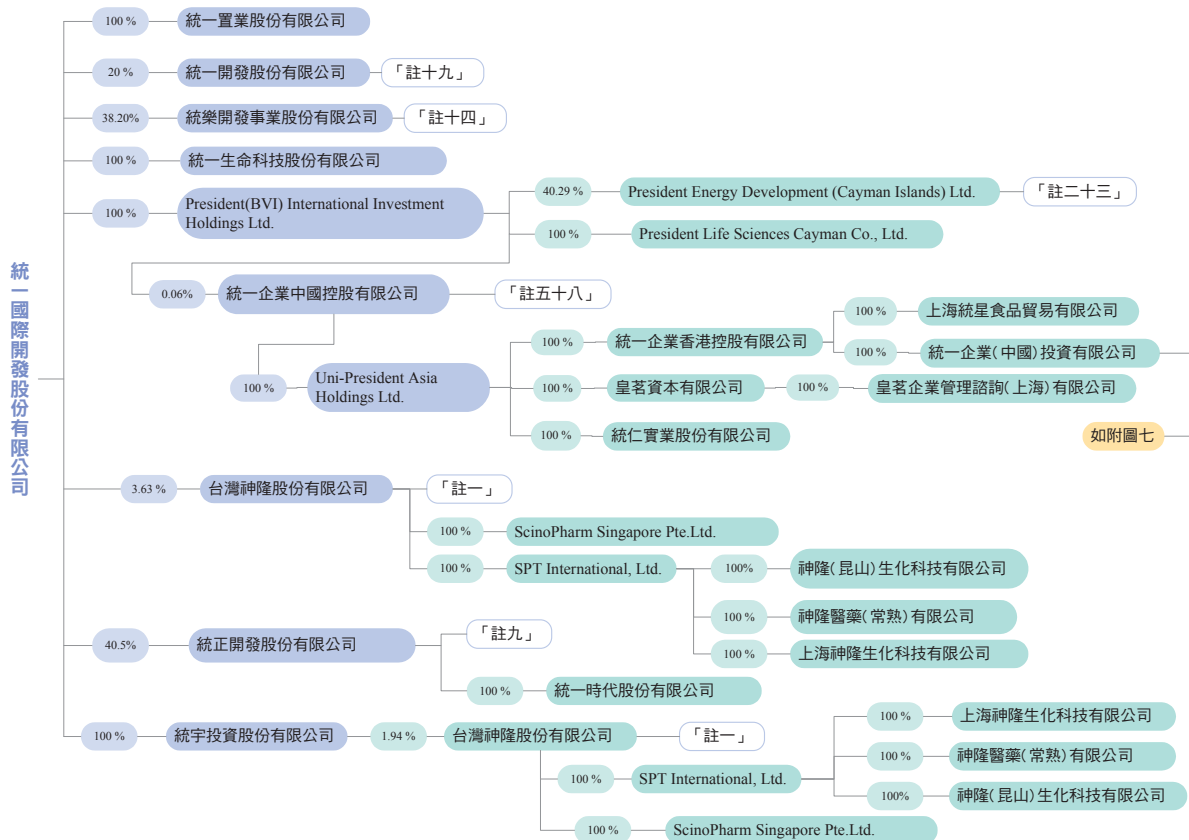 統一國際開發股份有限公司
100 %
統一置業股份有限公司
20 %
統一開發股份有限公司
「註十九」
38.20%
統樂開發事業股份有限公司
「註十四」
100 %
統一生命科技股份有限公司
100 %
President(BVI) International Investment
Holdings Ltd.
40.29 %
President Energy Development (Cayman Islands) Ltd.
「註二十三」
100 %
President Life Sciences Cayman Co., Ltd.
0.06%
統一企業中國控股有限公司
「註五十八」
100 %
Uni-President Asia
Holdings Ltd.
100 %
統一企業香港控股有限公司
100 %
上海統星食品貿易有限公司
100 %
統一企業(中國)投資有限公司
100 %
皇茗資本有限公司
100 %
皇茗企業管理諮詢(上海)有限公司
100 %
統仁實業股份有限公司
如附圖七
3.63 %
台灣神隆股份有限公司
「註一」
100 %
ScinoPharm Singapore Pte.Ltd.
100 %
SPT International, Ltd.
100%
神隆(昆山)生化科技有限公司
100 %
神隆醫藥(常熟)有限公司
100 %
上海神隆生化科技有限公司
40.5%
統正開發股份有限公司
「註九」
100 %
統一時代股份有限公司
100 %
統宇投資股份有限公司
1.94 %
台灣神隆股份有限公司
「註一」
100 %
SPT International, Ltd.
100 %
上海神隆生化科技有限公司
100 %
神隆醫藥(常熟)有限公司
100%
神隆(昆山)生化科技有限公司
100 %
ScinoPharm Singapore Pte.Ltd.